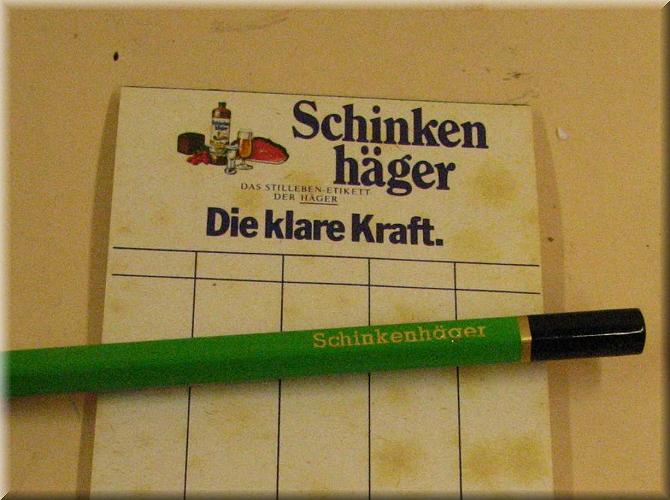 Schinken
häger
DAS STILLEBEN-ETIKETT
DER HÄGER
Die klare Kraft.
Schinkenhäger